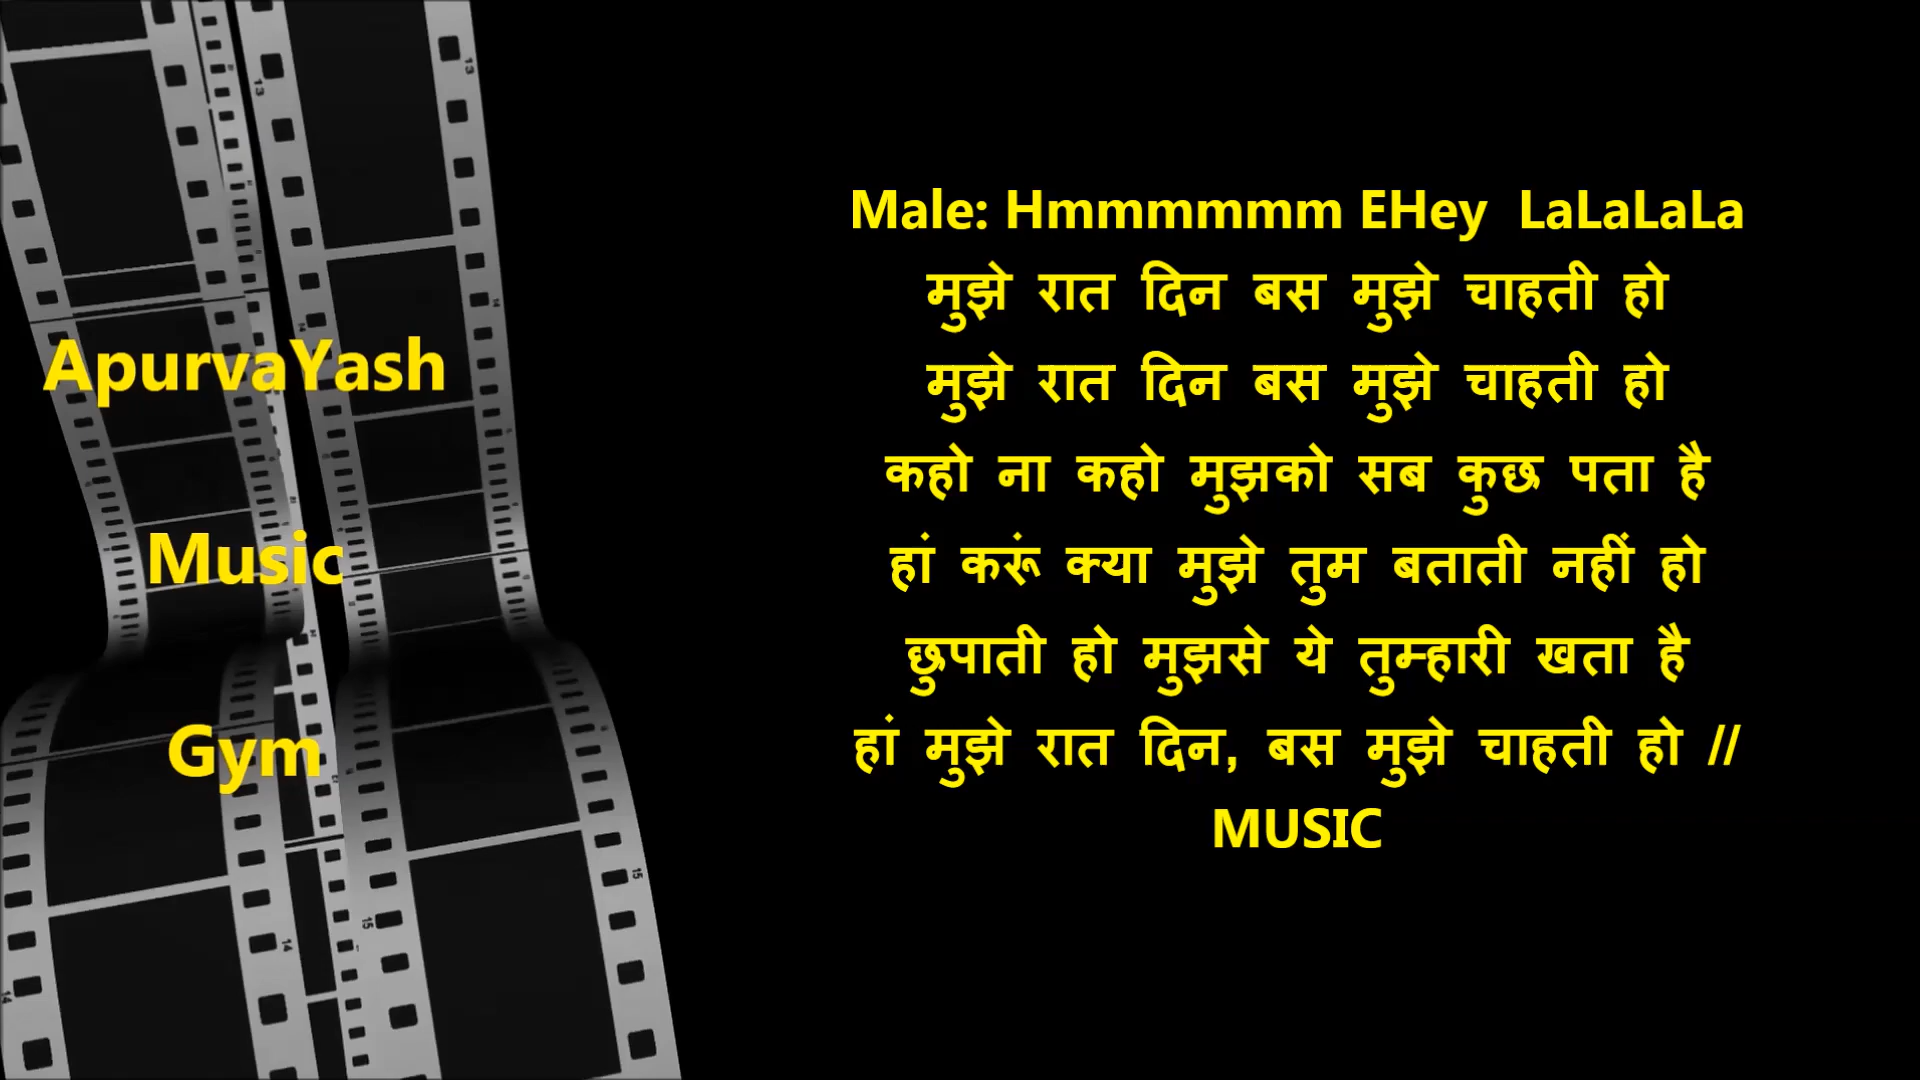 ApurvaYash
Music
Gym
Male: Hmmmmmm EHey  LaLaLaLa
मुझे रात दिन बस मुझे चाहती हो
मुझे रात दिन बस मुझे चाहती हो
कहो ना कहो मुझको सब कुछ पता है
हां करूं क्या मुझे तुम बताती नहीं हो
छुपाती हो मुझसे ये तुम्हारी खता है
हां मुझे रात दिन, बस मुझे चाहती हो //
MUSIC